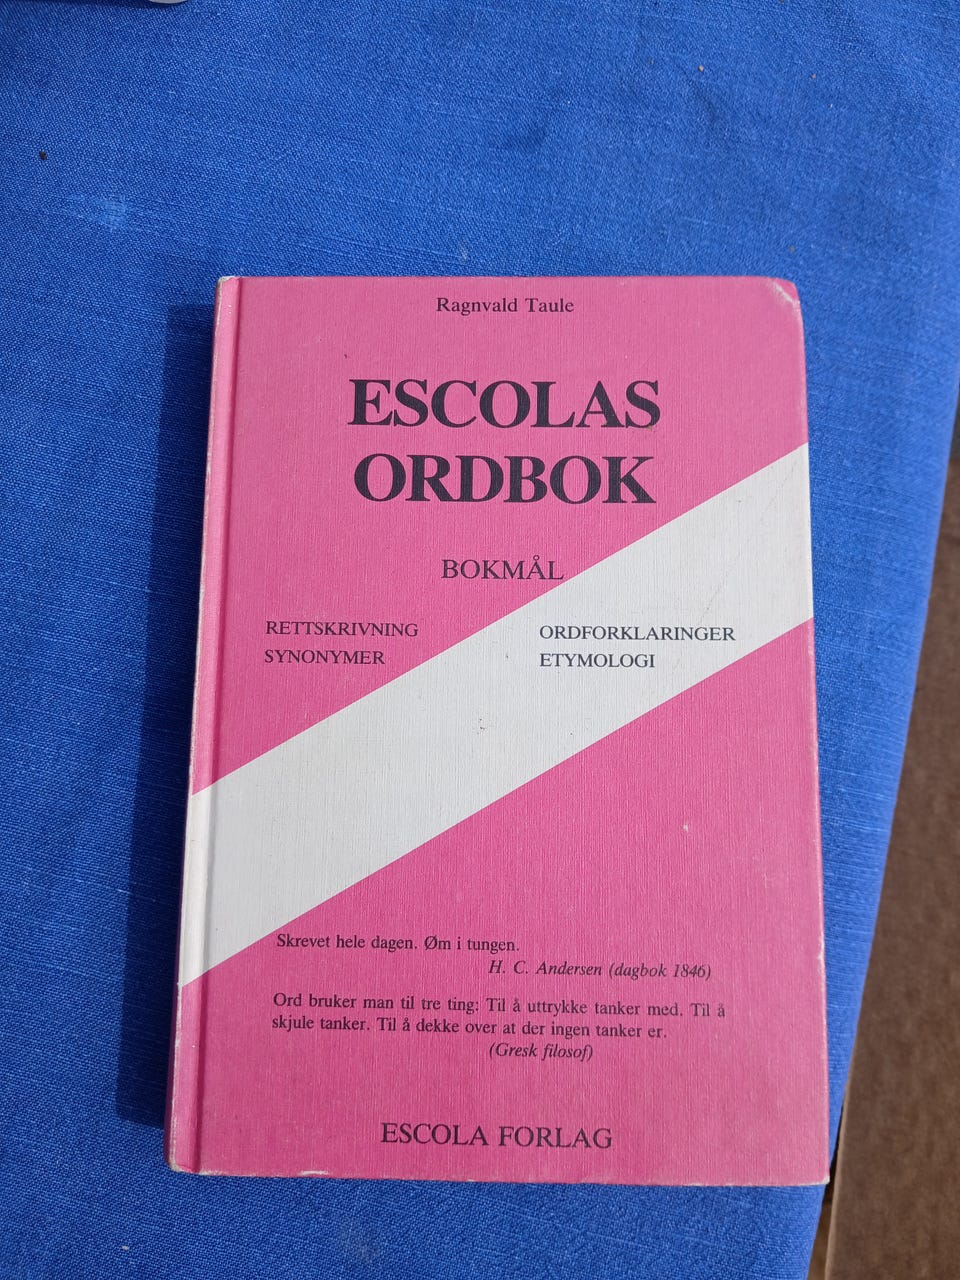 Ragnvald Taule
ESCOLAS
ORDBOK
BOKMÅL
RETTSKRIVNING
SYNONYMER
ORDFORKLARINGER
ETYMOLOGI
Skrevet hele dagen. Øm i tungen.
H. C. Andersen (dagbok 1846)
Ord bruker man til tre ting: Til å uttrykke tanker med. Til å
skjule tanker. Til å dekke over at der ingen tanker er.
(Gresk filosof)
ESCOLA FORLAG